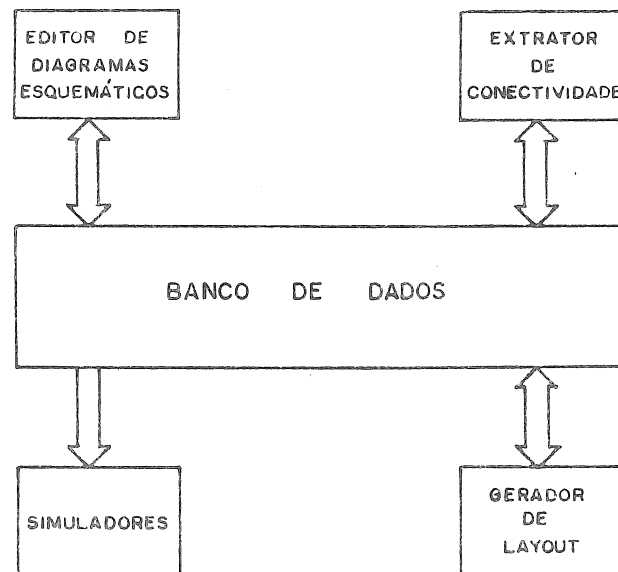 EDITOR DE
DIAGRAMAS
ESQUEMÁTICOS
EXTRATOR
DE
CONECTIVIDADE
BANCO DE DADOS
SIMULADORES
GERADOR
DE
LAYOUT